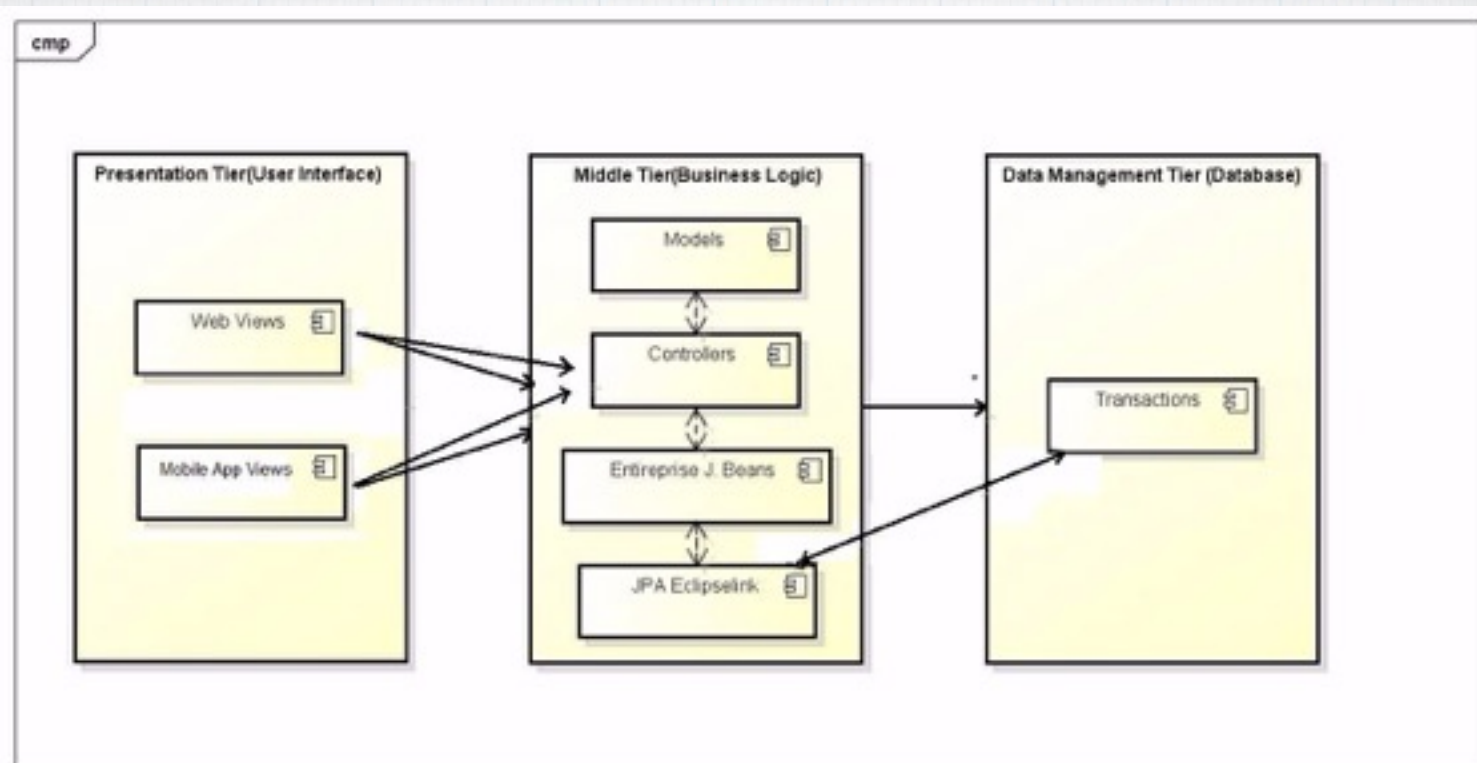 cmp
Presentation Tier(User Interface)
Web Views
Mobile App Views
Middle Tier(Business Logic)
Models
Controllers
Entireprise J. Beans
JPA Eclipselink
Data Management Tier (Database)
Transactions